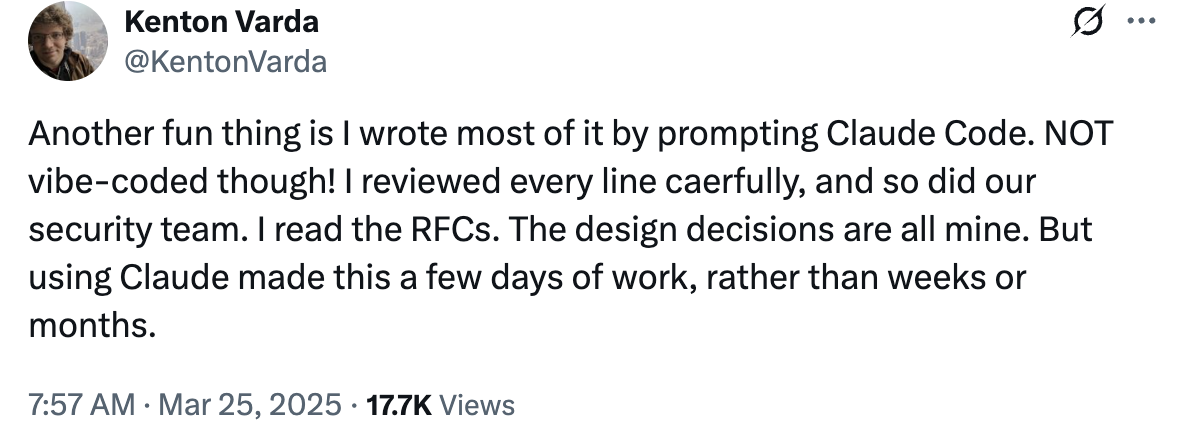 Kenton Varda
@KentonVarda
Another fun thing is I wrote most of it by prompting Claude Code. NOT
vibe-coded though! I reviewed every line caerfully, and so did our
security team. I read the RFCs. The design decisions are all mine. But
using Claude made this a few days of work, rather than weeks or
months.
7:57 AM · Mar 25, 2025 · 17.7K Views